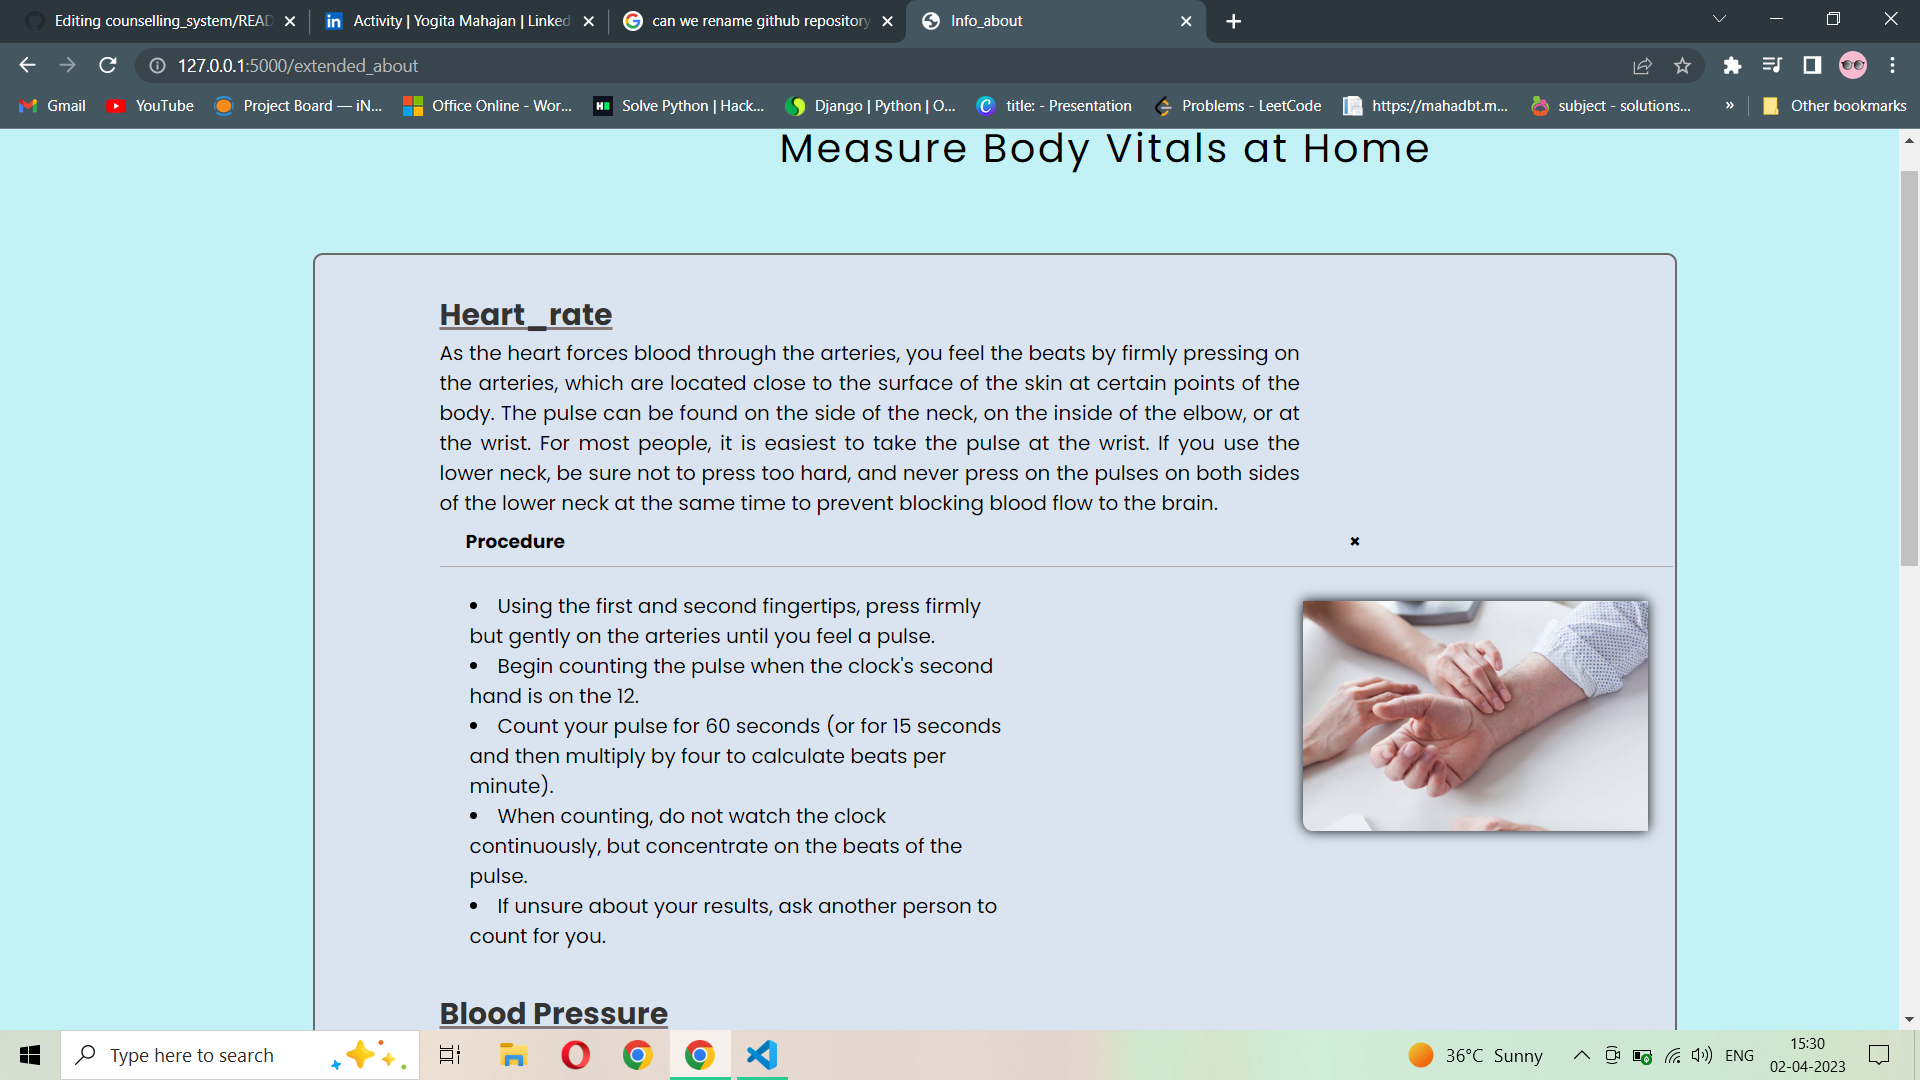 Editing counselling_system/READ
Activity | Yogita Mahajan | Linked
can we rename github repository
Info_about
127.0.0.1:5000/extended_about
Gmail
YouTube
Project Board — iN...
Office Online - Wor...
Solve Python | Hack...
Django | Python | O...
title: - Presentation
Problems - LeetCode
https://mahadbt.m...
subject - solutions...
»
Other bookmarks
Measure Body Vitals at Home
Heart_rate
As the heart forces blood through the arteries, you feel the beats by firmly pressing on
the arteries, which are located close to the surface of the skin at certain points of the
body. The pulse can be found on the side of the neck, on the inside of the elbow, or at
the wrist. For most people, it is easiest to take the pulse at the wrist. If you use the
lower neck, be sure not to press too hard, and never press on the pulses on both sides
of the lower neck at the same time to prevent blocking blood flow to the brain.
Procedure
• Using the first and second fingertips, press firmly
but gently on the arteries until you feel a pulse.
• Begin counting the pulse when the clock's second
hand is on the 12.
• Count your pulse for 60 seconds (or for 15 seconds
and then multiply by four to calculate beats per
minute).
• When counting, do not watch the clock
continuously, but concentrate on the beats of the
pulse.
• If unsure about your results, ask another person to
count for you.
Blood Pressure
Type here to search
36°C Sunny
ENG
15:30
02-04-2023